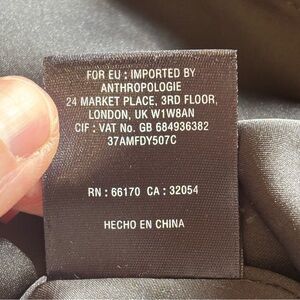 FOR EU : IMPORTED BY
ANTHROPOLOGIE
24 MARKET PLACE, 3RD FLOOR,
LONDON, UK W1W8AN
CIF : VAT No. GB 684936382
37AMFDY507C
RN : 66170 CA : 32054
HECHO EN CHINA